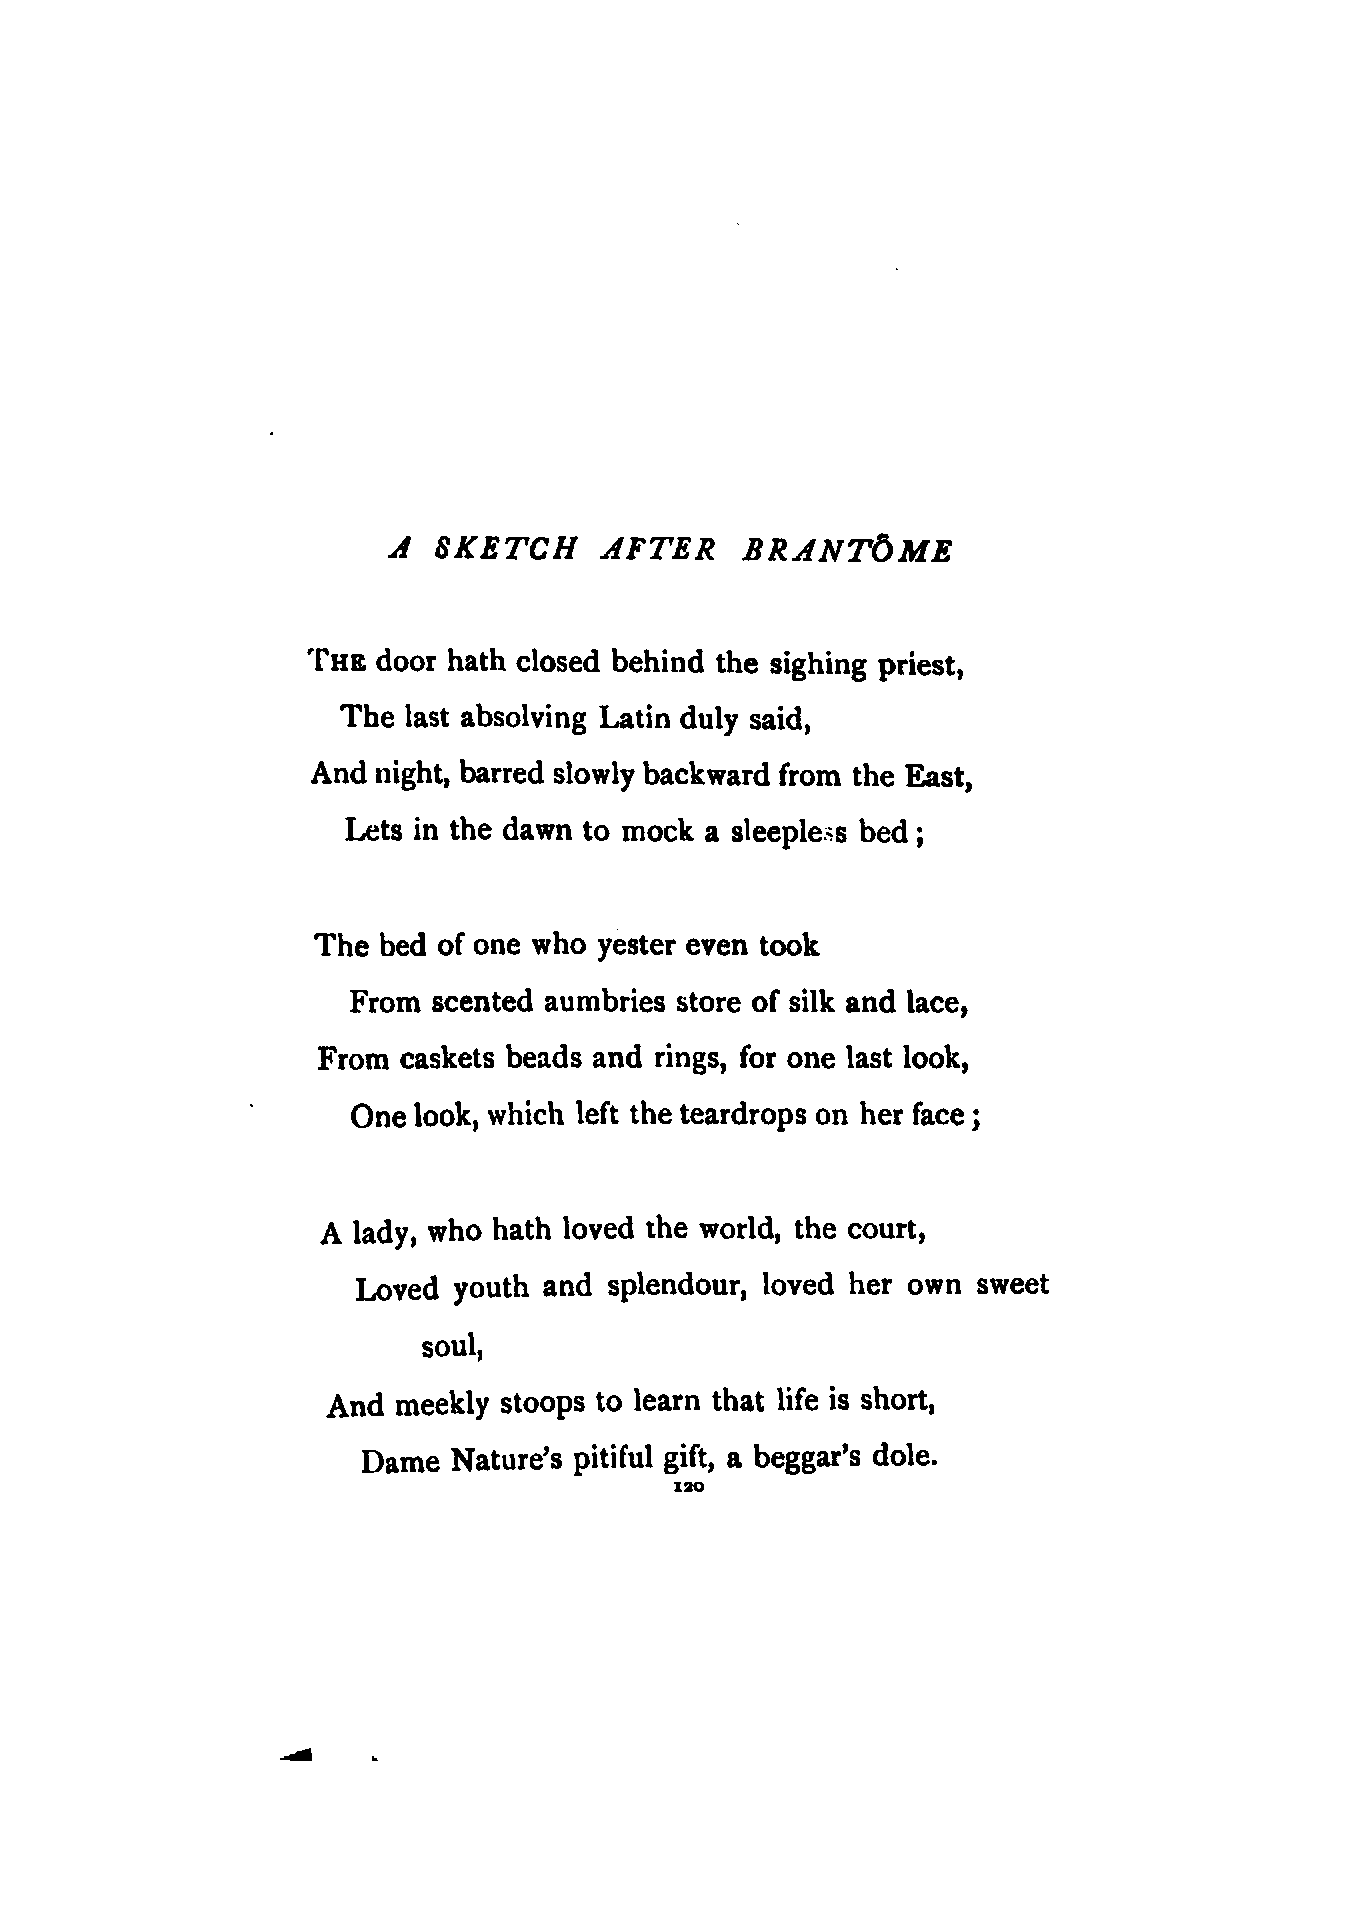 A SKETCH AFTER BRANTÔME
THE door hath closed behind the sighing priest,
The last absolving Latin duly said,
And night, barred slowly backward from the East,
Lets in the dawn to mock a sleepless bed;
The bed of one who yester even took
From scented aumbries store of silk and lace,
From caskets beads and rings, for one last look,
One look, which left the teardrops on her face;
A lady, who hath loved the world, the court,
Loved youth and splendour, loved her own sweet
soul,
And meekly stoops to learn that life is short,
Dame Nature's pitiful gift, a beggar's dole.
120